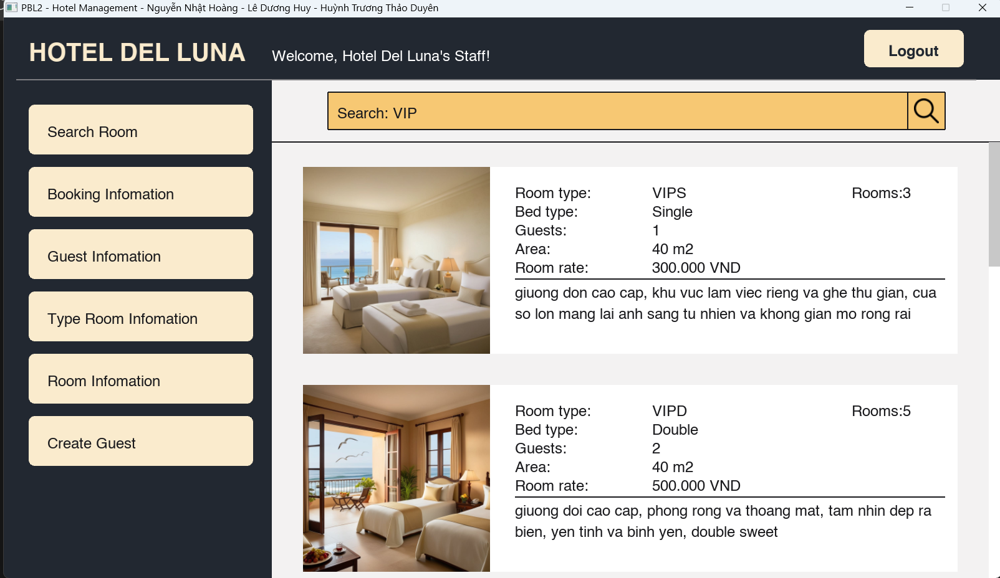 PBL2 - Hotel Management - Nguyễn Nhật Hoàng - Lê Dương Huy - Huỳnh Trương Thảo Duyên
HOTEL DEL LUNA
Welcome, Hotel Del Luna's Staff!
Logout
Search Room
Booking Infomation
Guest Infomation
Type Room Infomation
Room Infomation
Create Guest
Search: VIP
Room type: VIPS Rooms:3
Bed type: Single
Guests: 1
Area: 40 m2
Room rate: 300.000 VND
giuong don cao cap, khu vuc lam viec rieng va ghe thu gian, cua
so lon mang lai anh sang tu nhien va khong gian mo rong rai
Room type: VIPD Rooms:5
Bed type: Double
Guests: 2
Area: 40 m2
Room rate: 500.000 VND
giuong doi cao cap, phong rong va thoang mat, tam nhin dep ra
bien, yen tinh va binh yen, double sweet